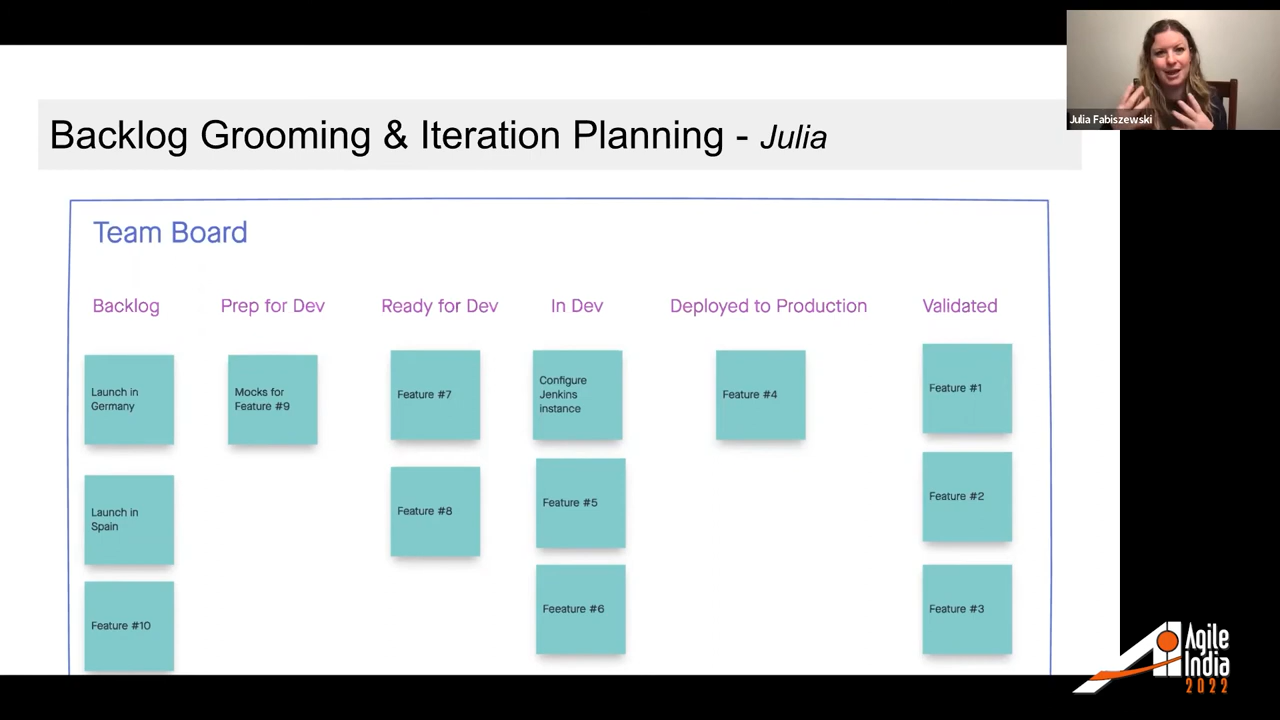 Julia Fabiszewski
Backlog Grooming & Iteration Planning - Julia
Team Board
Backlog
Prep for Dev
Ready for Dev
In Dev
Deployed to Production
Validated
Launch in
Germany
Launch in
Spain
Feature #10
Mocks for
Feature #9
Feature #7
Feature #8
Configure
Jenkins
instance
Feature #5
Feeature #6
Feature #4
Feature #1
Feature #2
Feature #3
Agile
India
2022